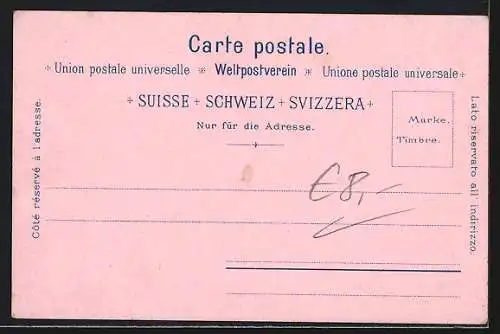 Carte postale.
+ Union postale universelle ※ Weltpostverein ※ Unione postale universale +
+ SUISSE + SCHWEIZ + SVIZZERA +
Nur für die Adresse.
Marke.
Timbre.
Côté réservé à l'adresse.
Lato riservato all' indirizzo.
€8,-